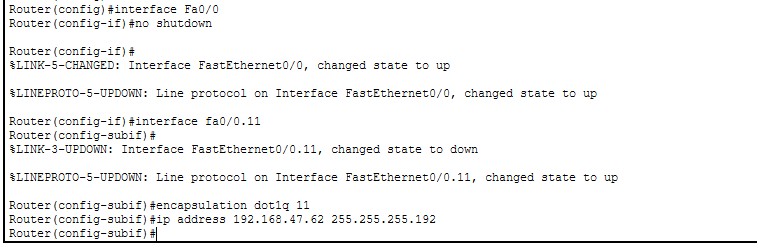 Router(config)#interface Fa0/0
Router(config-if)#no shutdown
Router(config-if)#
%LINK-5-CHANGED: Interface FastEthernet0/0, changed state to up
%LINEPROTO-5-UPDOWN: Line protocol on Interface FastEthernet0/0, changed state to up
Router(config-if)#interface fa0/0.11
Router(config-subif)#
%LINK-3-UPDOWN: Interface FastEthernet0/0.11, changed state to down
%LINEPROTO-5-UPDOWN: Line protocol on Interface FastEthernet0/0.11, changed state to up
Router(config-subif)#encapsulation dot1q 11
Router(config-subif)#ip address 192.168.47.62 255.255.255.192
Router(config-subif)#